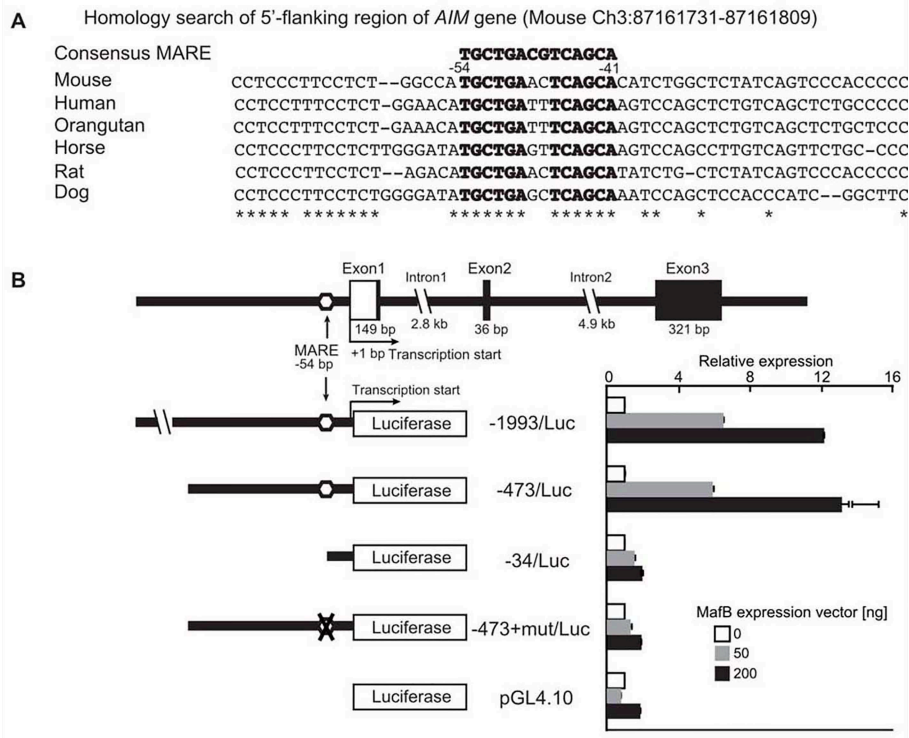 A
Homology search of 5’-flanking region of AIM gene (Mouse Ch3:87161731-87161809)
Consensus MARE TGCTGACGTCAGCA
-54 -41
Mouse CCTCCCTTCCTCT--GGCCATGCTGAACTCAGCACATCTGGCTCTATCAGTCCCACCCCC
Human CCTCCTTTCCTCT-GGAACATGCTGATTTCAGCAAGTCCAGCTCTGTCAGCTCTGCCCCC
Orangutan CCTCCTTTCCTCT-GAAACATGCTGATTTCAGCAAGTCCAGCTCTGTCAGCTCTGCTCCC
Horse CCTCCCTTCCTCTTGGGATATGCTGAGTTCAGCAAGTCCAGCCTTGTCAGTTCTGC-CCC
Rat CCTCCCTTCCTCT--AGACATGCTGAACTCAGCATATCTG-CTCTATCAGTCCCACCCCC
Dog CCTCCCTTCCTCTGGGGATATGCTGAGCTCAGCAAATCCAGCTCCACCCATC--GGCTTC
***** ******* ******* ****** ** * * *
B
Exon1 Intron1 Exon2 Intron2 Exon3
149 bp 2.8 kb 36 bp 4.9 kb 321 bp
MARE
-54 bp
+1 bp Transcription start
Relative expression
0 4 8 12 16
Transcription start
Luciferase -1993/Luc
Luciferase -473/Luc
Luciferase -34/Luc
Luciferase -473+mut/Luc
Luciferase pGL4.10
MafB expression vector [ng]
0
50
200